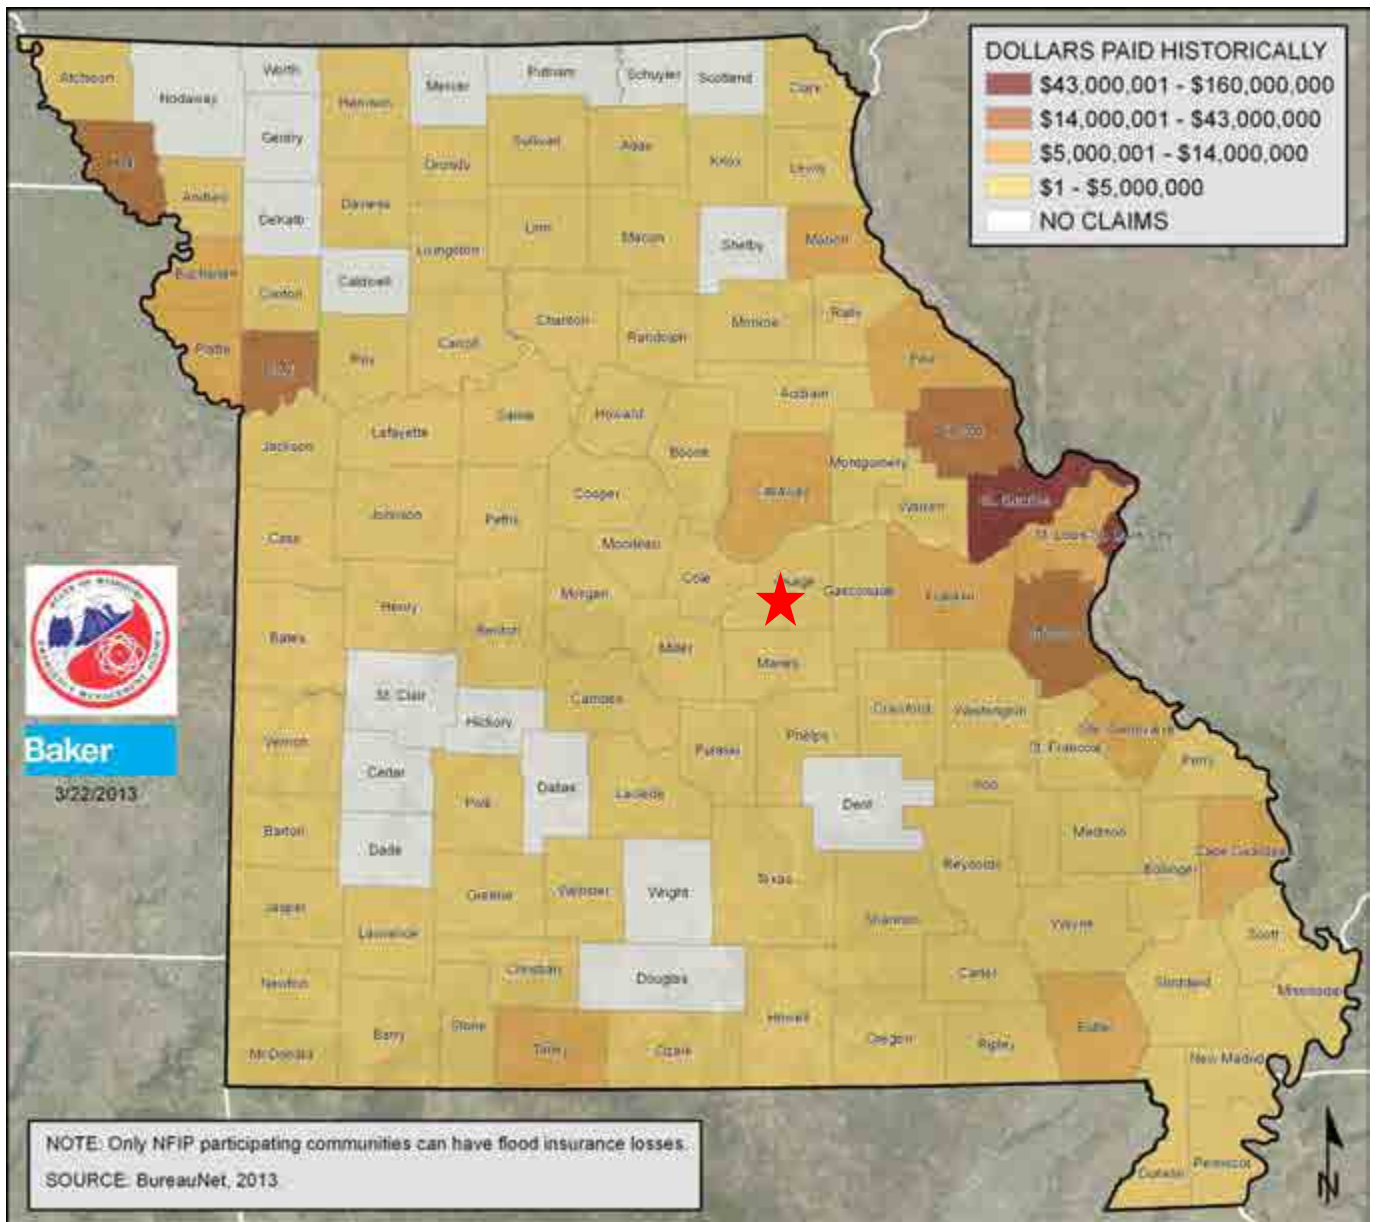 DOLLARS PAID HISTORICALLY
$43,000,001 - $160,000,000
$14,000,001 - $43,000,000
$5,000,001 - $14,000,000
$1 - $5,000,000
NO CLAIMS
Atchison
Nodaway
Worth
Harrison
Mercer
Putnam
Schuyler
Scotland
Clark
Gentry
Sullivan
Adair
Knox
Lewis
Grundy
Andrew
DeKalb
Daviess
Livingston
Linn
Macon
Shelby
Marion
Buchanan
Clinton
Caldwell
Chariton
Randolph
Monroe
Ralls
Platte
Ray
Carroll
Pike
Audrain
Jackson
Lafayette
Saline
Howard
Boone
Callaway
Montgomery
Warren
Cooper
Johnson
Pettis
Cass
Moniteau
Cole
Gasconade
Franklin
St. Louis
Henry
Morgan
Benton
Bates
Miller
Maries
St. Clair
Hickory
Camden
Crawford
Washington
Vernon
Pulaski
Phelps
St. Francois
Ste. Genevieve
Perry
Cedar
Dallas
Laclede
Dent
Polk
Barton
Dade
Madison
Reynolds
Bollinger
Cape Girardeau
Greene
Webster
Wright
Texas
Jasper
Lawrence
Shannon
Wayne
Scott
Newton
Christian
Douglas
Carter
Stoddard
Mississippi
McDonald
Barry
Stone
Taney
Ozark
Howell
Oregon
Ripley
Butler
New Madrid
Dunklin
Pemiscot
STATE OF MISSOURI
EMERGENCY MANAGEMENT AGENCY
Baker
3/22/2013
NOTE: Only NFIP participating communities can have flood insurance losses.
SOURCE: BureauNet, 2013
N